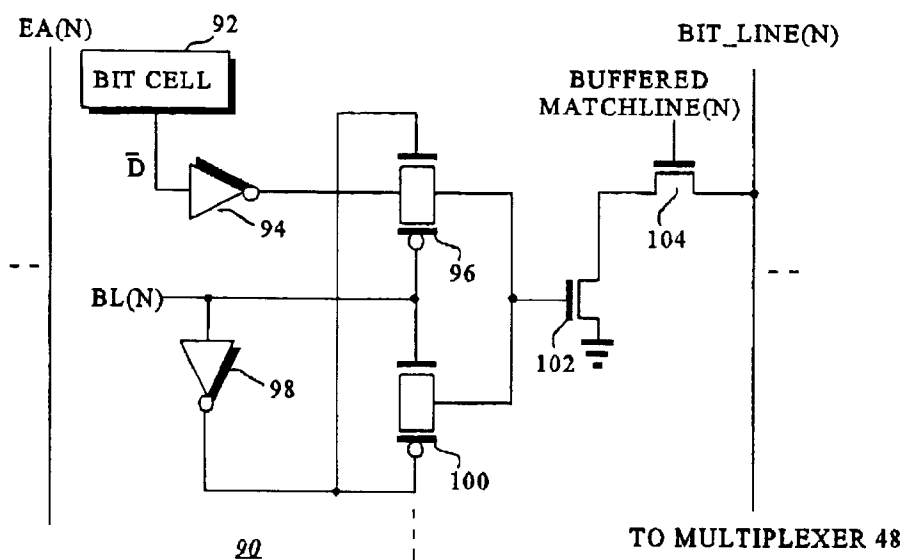 EA(N)
92
BIT_LINE(N)
BIT CELL
BUFFERED
MATCHLINE(N)
D̅
94
96
104
BL(N)
98
102
100
90
TO MULTIPLEXER 48